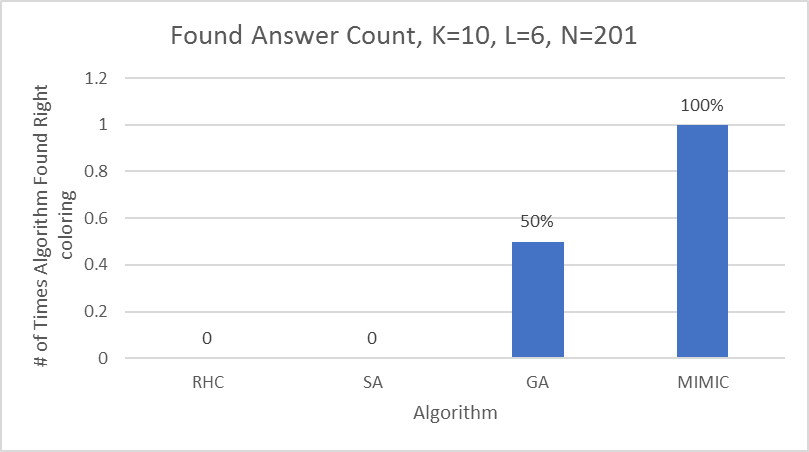 Found Answer Count, K=10, L=6, N=201
# of Times Algorithm Found Right
coloring
1.2
1
0.8
0.6
0.4
0.2
0
0
0
50%
100%
RHC
SA
GA
MIMIC
Algorithm